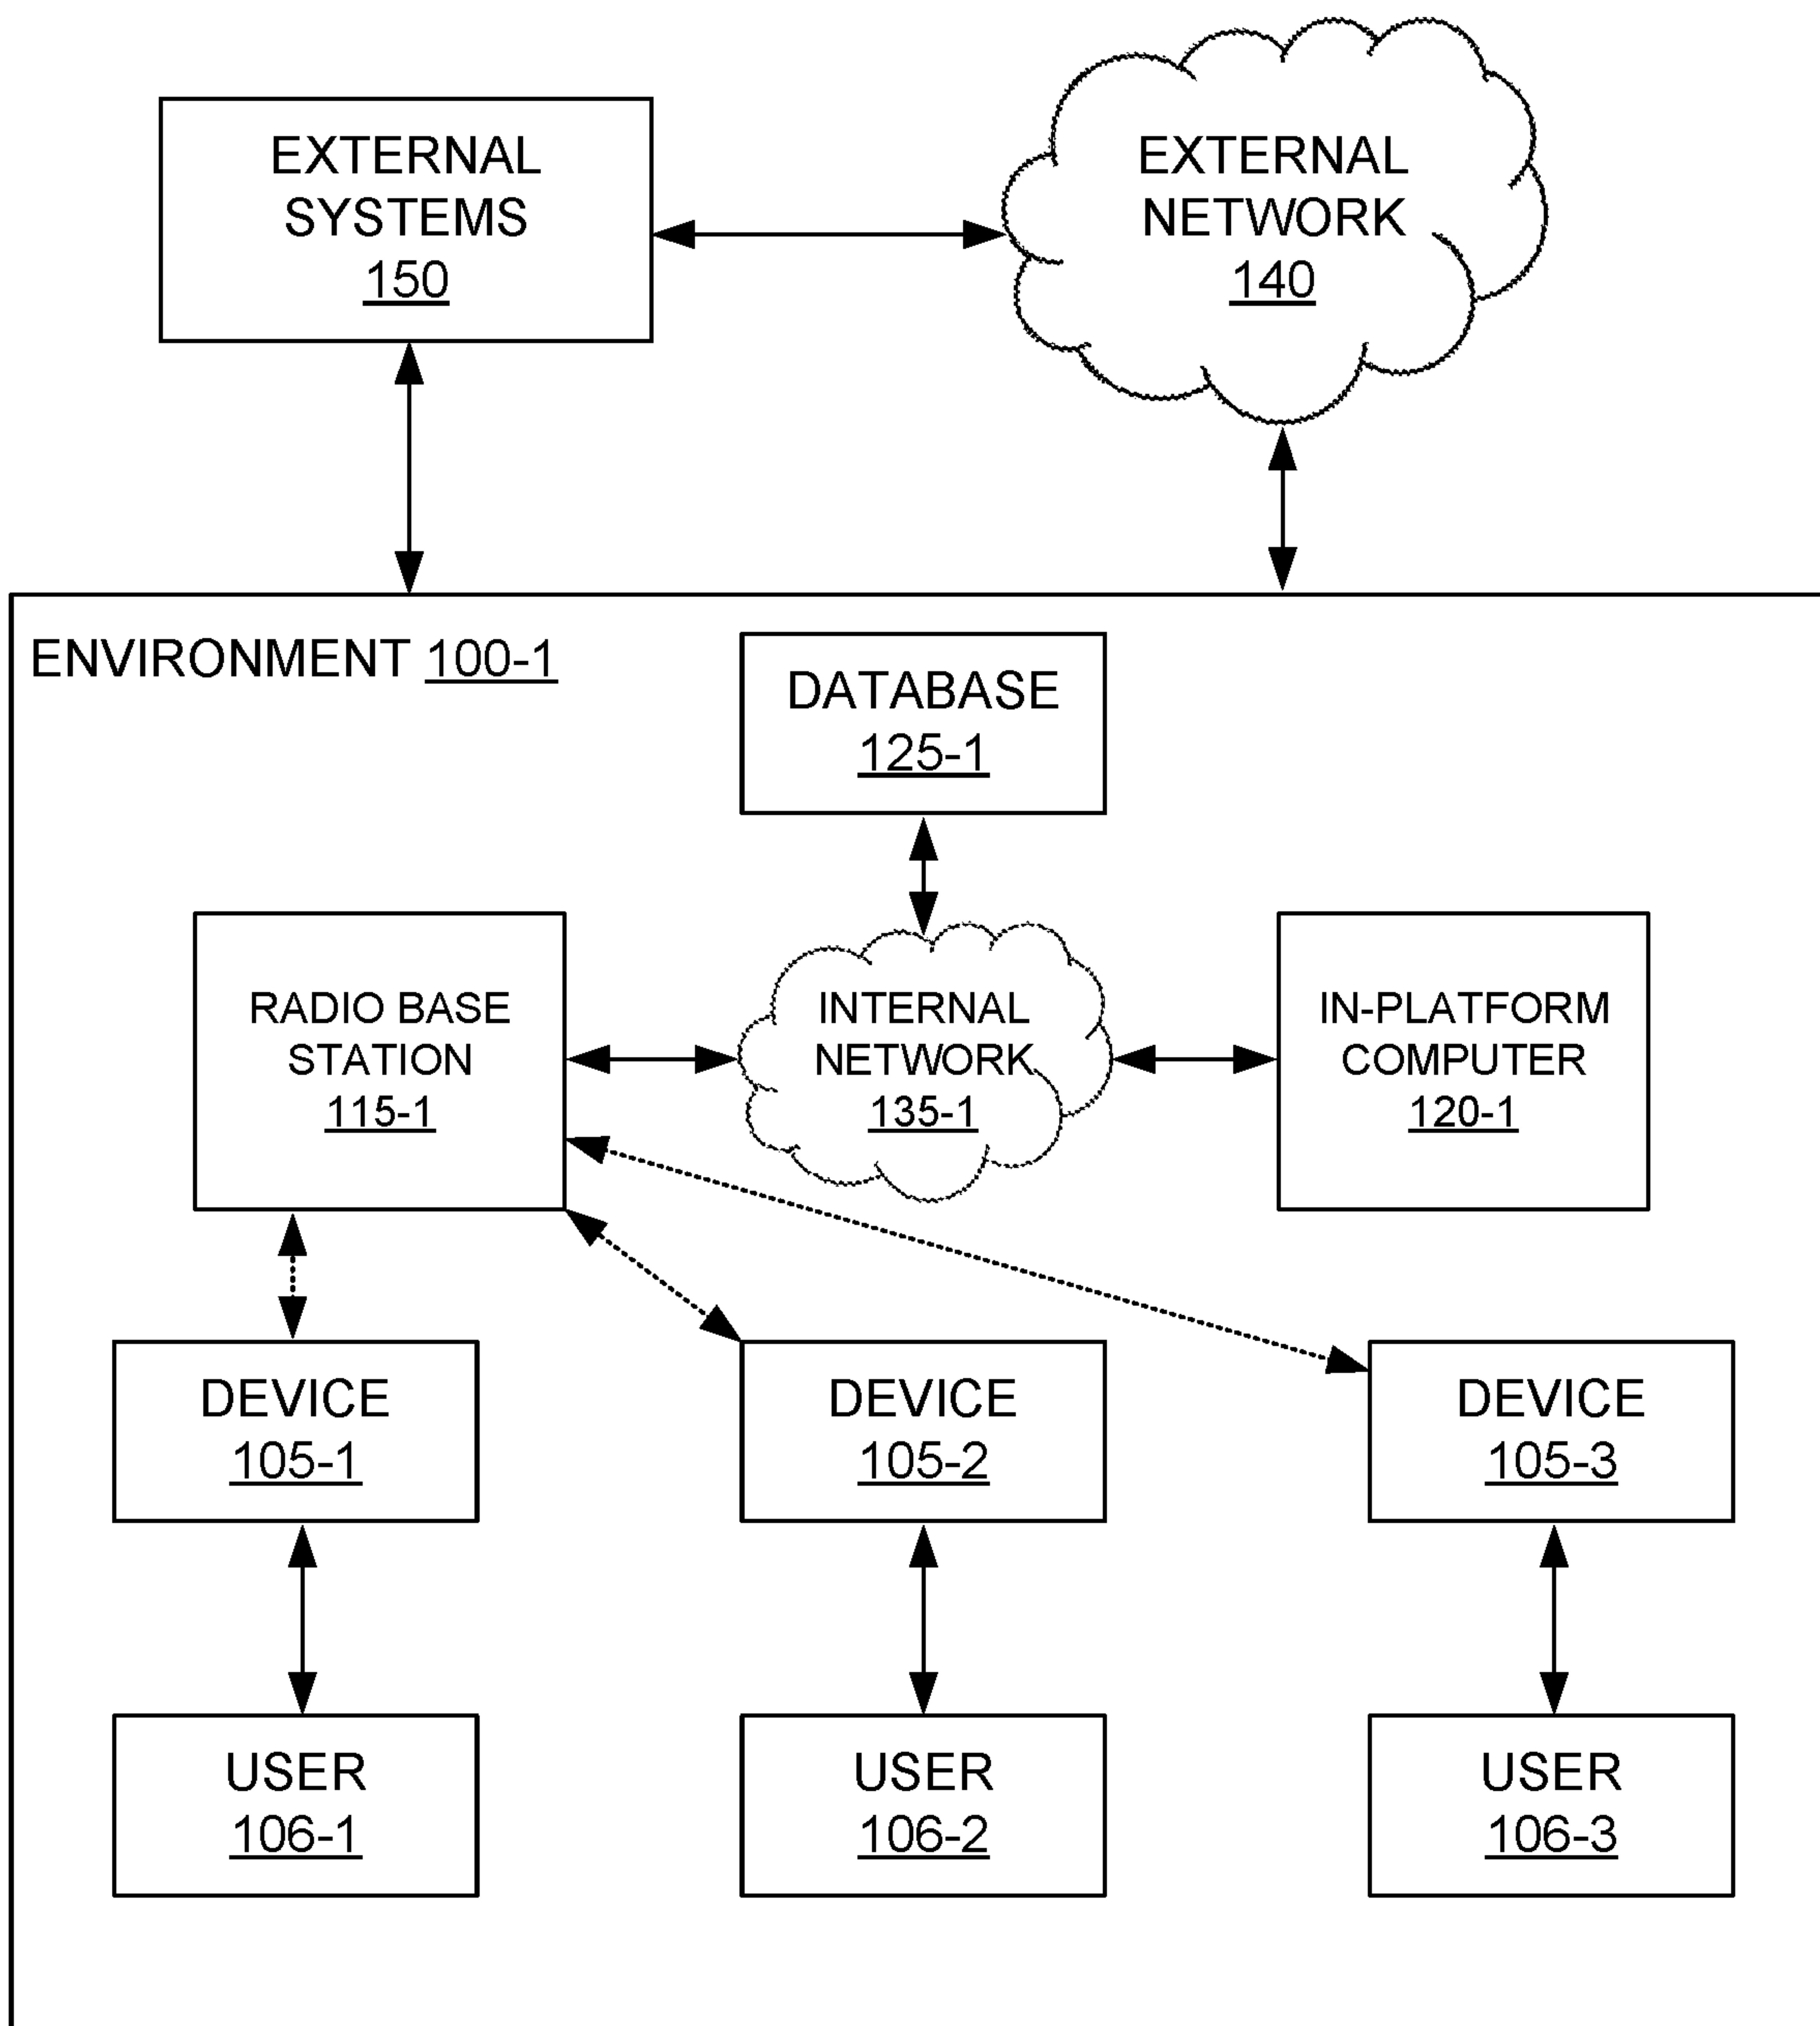 EXTERNAL
SYSTEMS
150
EXTERNAL
NETWORK
140
ENVIRONMENT 100-1
DATABASE
125-1
RADIO BASE
STATION
115-1
INTERNAL
NETWORK
135-1
IN-PLATFORM
COMPUTER
120-1
DEVICE
105-1
DEVICE
105-2
DEVICE
105-3
USER
106-1
USER
106-2
USER
106-3